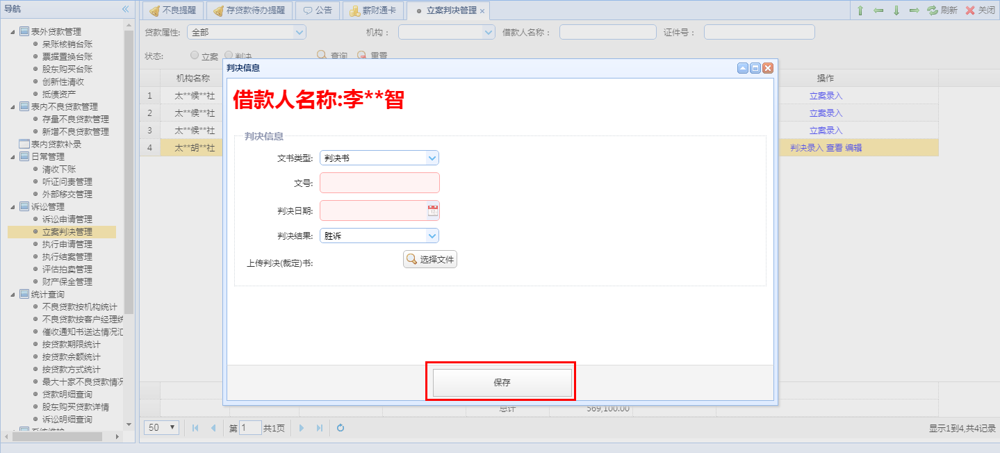 导航
不良提醒
存贷款待办提醒
公告
薪财通卡
立案判决管理
刷新
关闭
表外贷款管理
呆账核销台账
票据置换台账
股东购买台账
创新性清收
抵债资产
表内不良贷款管理
存量不良贷款管理
新增不良贷款管理
表内贷款补录
日常管理
清收下账
听证问责管理
外部移交管理
诉讼管理
诉讼申请管理
立案判决管理
执行申请管理
执行结案管理
评估拍卖管理
财产保全管理
统计查询
不良贷款按机构统计
不良贷款按客户经理统
催收通知书送达情况汇
按贷款期限统计
按贷款余额统计
按贷款方式统计
最大十家不良贷款情况
贷款明细查询
股东购买贷款详情
诉讼明细查询
系统维护
贷款属性: 全部 机构： 借款人名称： 证件号：
状态: 立案 判决 查询 重置
机构名称 操作
1 太**候**社 立案录入
2 太**候**社 立案录入
3 太**候**社 立案录入
4 太**胡**社 判决录入 查看 编辑
判决信息
借款人名称:李**智
判决信息
文书类型: 判决书
文号:
判决日期:
判决结果: 胜诉
上传判决(裁定)书: 选择文件
保存
总计 569,100.00
50 第 1 共1页 显示1到4,共4记录